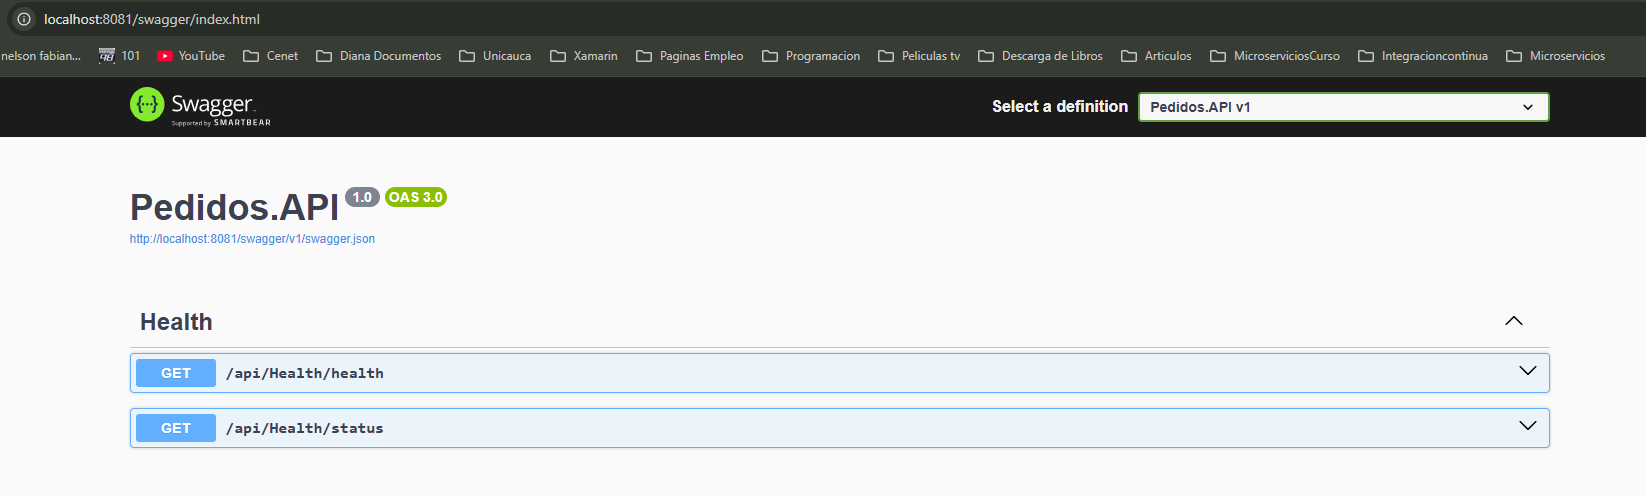 localhost:8081/swagger/index.html
nelson fabian... 101 YouTube Cenet Diana Documentos Unicauca Xamarin Paginas Empleo Programacion Peliculas tv Descarga de Libros Articulos MicroserviciosCurso Integracioncontinua Microservicios
{···} Swagger. Select a definition Pedidos.API v1
Supported by SMARTBEAR
Pedidos.API 1.0 OAS 3.0
http://localhost:8081/swagger/v1/swagger.json
Health
GET /api/Health/health
GET /api/Health/status